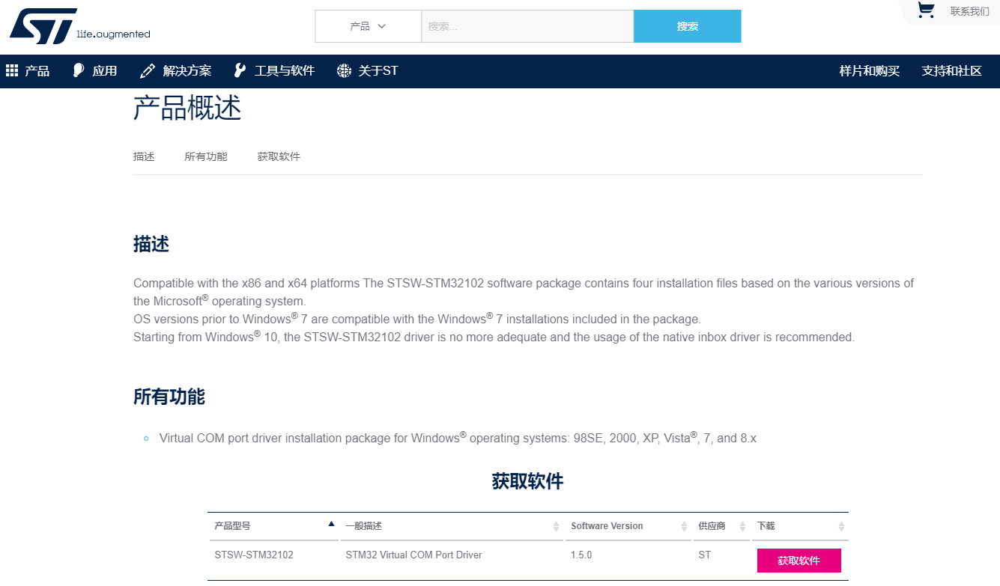 ST life.augmented
产品
搜索...
搜索
联系我们
产品 应用 解决方案 工具与软件 关于ST 样片和购买 支持和社区
产品概述
描述 所有功能 获取软件
描述
Compatible with the x86 and x64 platforms The STSW-STM32102 software package contains four installation files based on the various versions of
the Microsoft® operating system.
OS versions prior to Windows® 7 are compatible with the Windows® 7 installations included in the package.
Starting from Windows® 10, the STSW-STM32102 driver is no more adequate and the usage of the native inbox driver is recommended.
所有功能
Virtual COM port driver installation package for Windows® operating systems: 98SE, 2000, XP, Vista®, 7, and 8.x
获取软件
产品型号 一般描述 Software Version 供应商 下载
STSW-STM32102 STM32 Virtual COM Port Driver 1.5.0 ST 获取软件